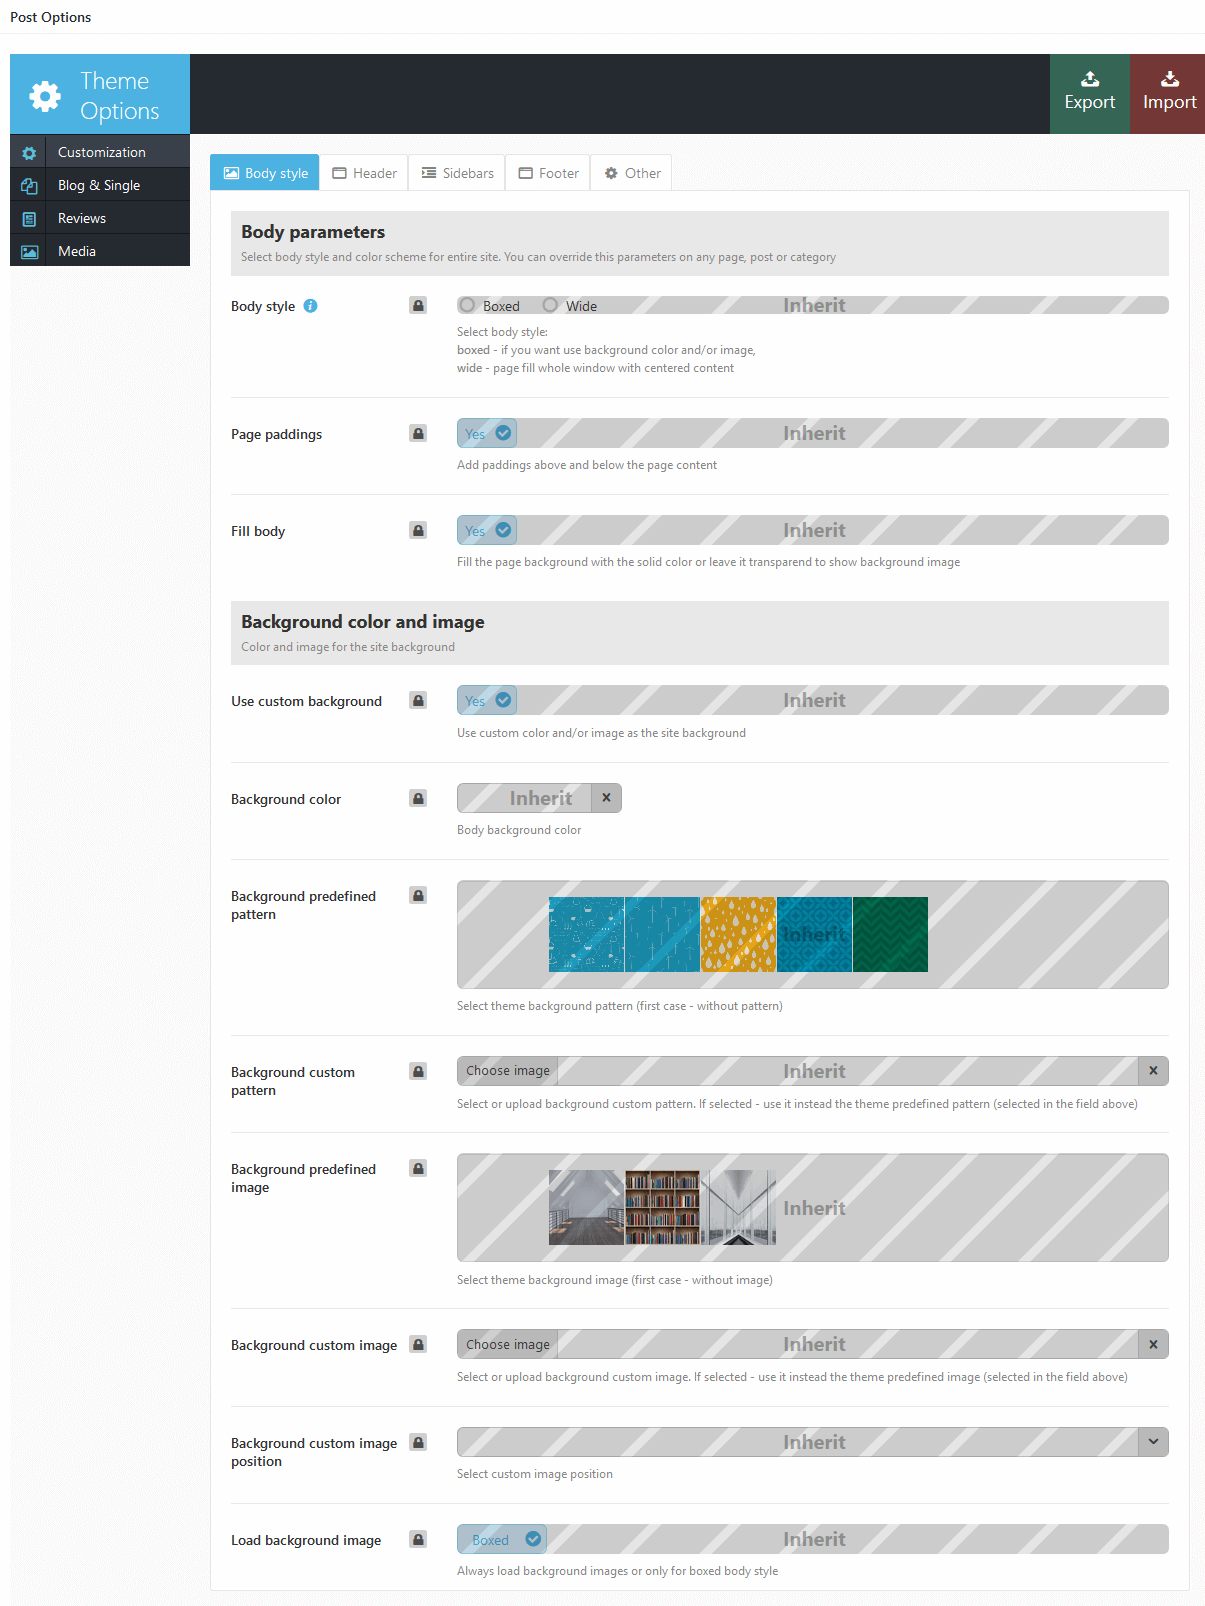 Post Options
Theme
Options
Export
Import
Customization
Blog & Single
Reviews
Media
Body style
Header
Sidebars
Footer
Other
Body parameters
Select body style and color scheme for entire site. You can override this parameters on any page, post or category
Body style
Boxed
Wide
Inherit
Select body style:
boxed - if you want use background color and/or image,
wide - page fill whole window with centered content
Page paddings
Yes
Inherit
Add paddings above and below the page content
Fill body
Yes
Inherit
Fill the page background with the solid color or leave it transparend to show background image
Background color and image
Color and image for the site background
Use custom background
Yes
Inherit
Use custom color and/or image as the site background
Background color
Inherit
Body background color
Background predefined
pattern
Inherit
Select theme background pattern (first case - without pattern)
Background custom
pattern
Choose image
Inherit
Select or upload background custom pattern. If selected - use it instead the theme predefined pattern (selected in the field above)
Background predefined
image
Inherit
Select theme background image (first case - without image)
Background custom image
Choose image
Inherit
Select or upload background custom image. If selected - use it instead the theme predefined image (selected in the field above)
Background custom image
position
Inherit
Select custom image position
Load background image
Boxed
Inherit
Always load background images or only for boxed body style